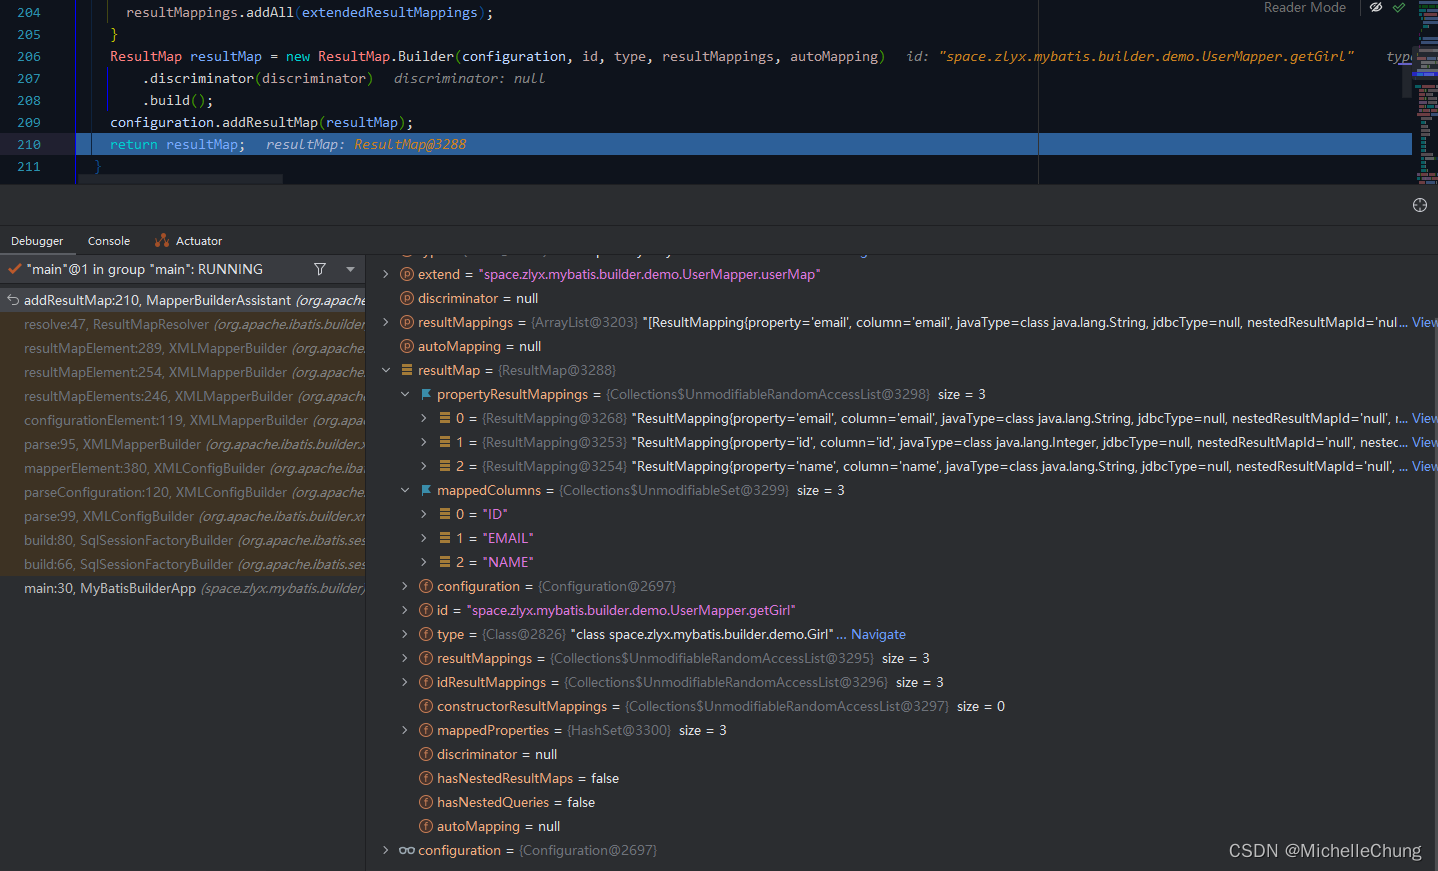 204 resultMappings.addAll(extendedResultMappings);
Reader Mode
205 }
206 ResultMap resultMap = new ResultMap.Builder(configuration, id, type, resultMappings, autoMapping) id: "space.zlyx.mybatis.builder.demo.UserMapper.getGirl" type
207 .discriminator(discriminator) discriminator: null
208 .build();
209 configuration.addResultMap(resultMap);
210 return resultMap; resultMap: ResultMap@3288
211 }
Debugger Console Actuator
"main"@1 in group "main": RUNNING
addResultMap:210, MapperBuilderAssistant (org.apache
resolve:47, ResultMapResolver (org.apache.ibatis.builder
resultMapElement:289, XMLMapperBuilder (org.apache.
resultMapElement:254, XMLMapperBuilder (org.apache.
resultMapElements:246, XMLMapperBuilder (org.apache
configurationElement:119, XMLMapperBuilder (org.apac
parse:95, XMLMapperBuilder (org.apache.ibatis.builder.x
mapperElement:380, XMLConfigBuilder (org.apache.iba
parseConfiguration:120, XMLConfigBuilder (org.apache.
parse:99, XMLConfigBuilder (org.apache.ibatis.builder.xr
build:80, SqlSessionFactoryBuilder (org.apache.ibatis.ses
build:66, SqlSessionFactoryBuilder (org.apache.ibatis.ses
main:30, MyBatisBuilderApp (space.zlyx.mybatis.builder)
extend = "space.zlyx.mybatis.builder.demo.UserMapper.userMap"
discriminator = null
resultMappings = {ArrayList@3203} "[ResultMapping{property='email', column='email', javaType=class java.lang.String, jdbcType=null, nestedResultMapId='nul... View
autoMapping = null
resultMap = {ResultMap@3288}
propertyResultMappings = {Collections$UnmodifiableRandomAccessList@3298} size = 3
0 = {ResultMapping@3268} "ResultMapping{property='email', column='email', javaType=class java.lang.String, jdbcType=null, nestedResultMapId='null', r... View
1 = {ResultMapping@3253} "ResultMapping{property='id', column='id', javaType=class java.lang.Integer, jdbcType=null, nestedResultMapId='null', nestec... View
2 = {ResultMapping@3254} "ResultMapping{property='name', column='name', javaType=class java.lang.String, jdbcType=null, nestedResultMapId='null', ... View
mappedColumns = {Collections$UnmodifiableSet@3299} size = 3
0 = "ID"
1 = "EMAIL"
2 = "NAME"
configuration = {Configuration@2697}
id = "space.zlyx.mybatis.builder.demo.UserMapper.getGirl"
type = {Class@2826} "class space.zlyx.mybatis.builder.demo.Girl" ... Navigate
resultMappings = {Collections$UnmodifiableRandomAccessList@3295} size = 3
idResultMappings = {Collections$UnmodifiableRandomAccessList@3296} size = 3
constructorResultMappings = {Collections$UnmodifiableRandomAccessList@3297} size = 0
mappedProperties = {HashSet@3300} size = 3
discriminator = null
hasNestedResultMaps = false
hasNestedQueries = false
autoMapping = null
configuration = {Configuration@2697}
CSDN @MichelleChung